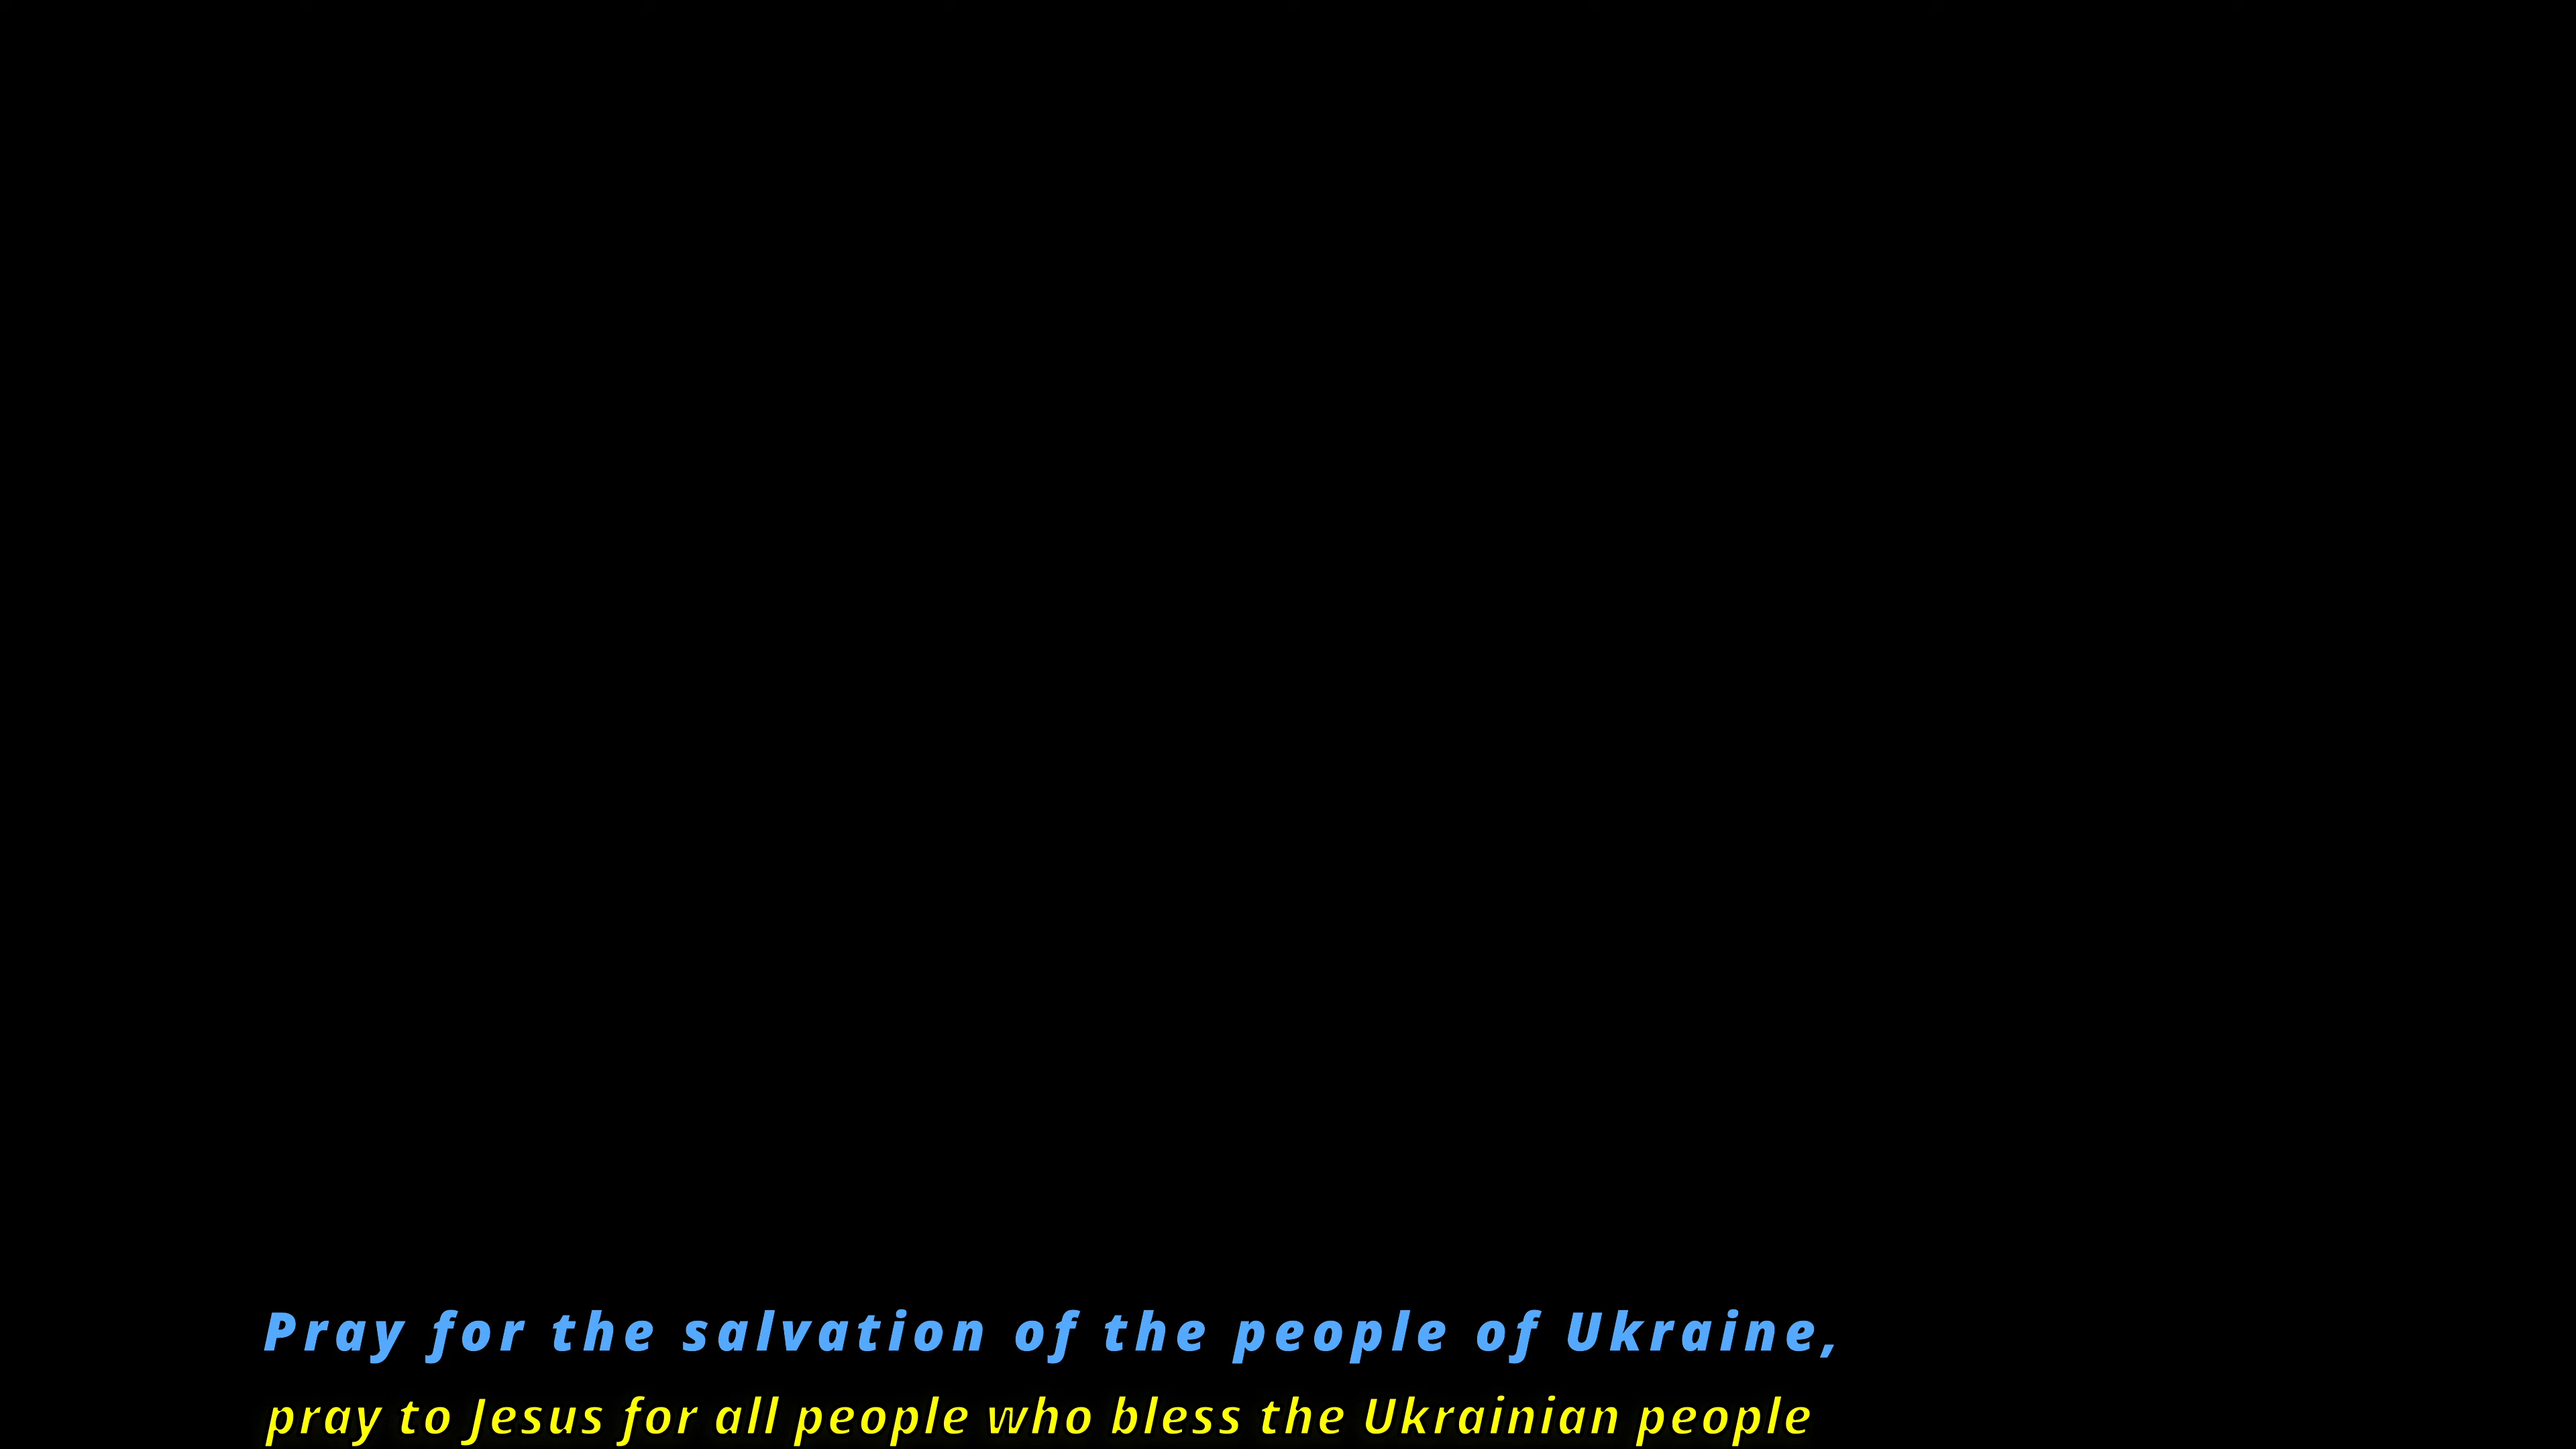 Pray for the salvation of the people of Ukraine,
pray to Jesus for all people who bless the Ukrainian people